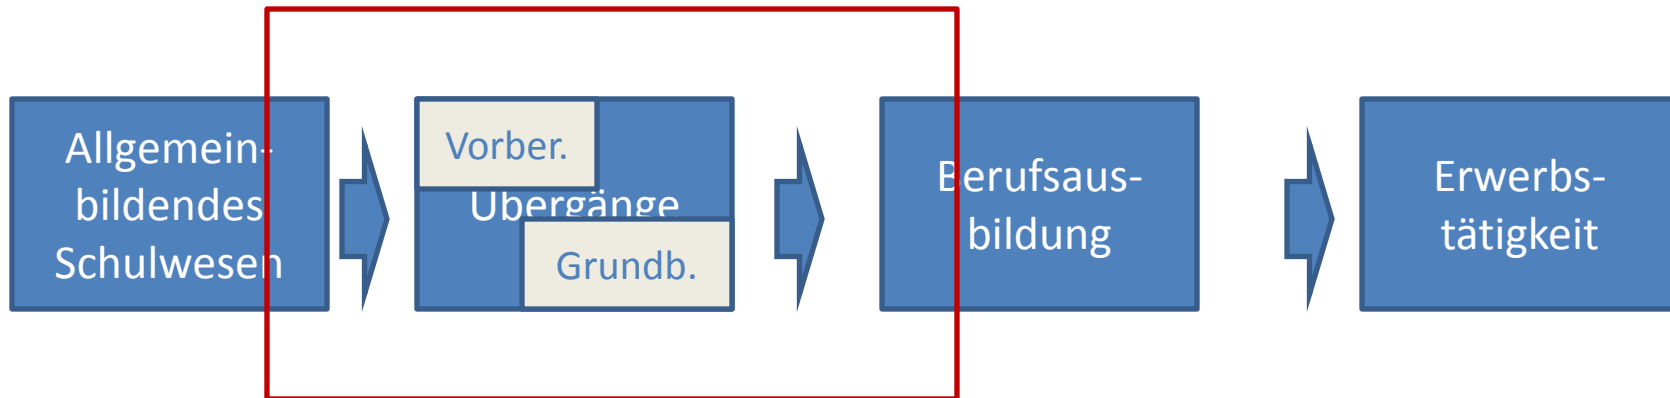 Allgemein-
bildendes
Schulwesen
Vorber.
Übergänge
Grundb.
Berufsaus-
bildung
Erwerbs-
tätigkeit